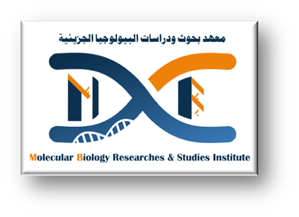 معهد بحوث ودراسات البيولوجيا الجزيئية
Molecular Biology Researches & Studies Institute